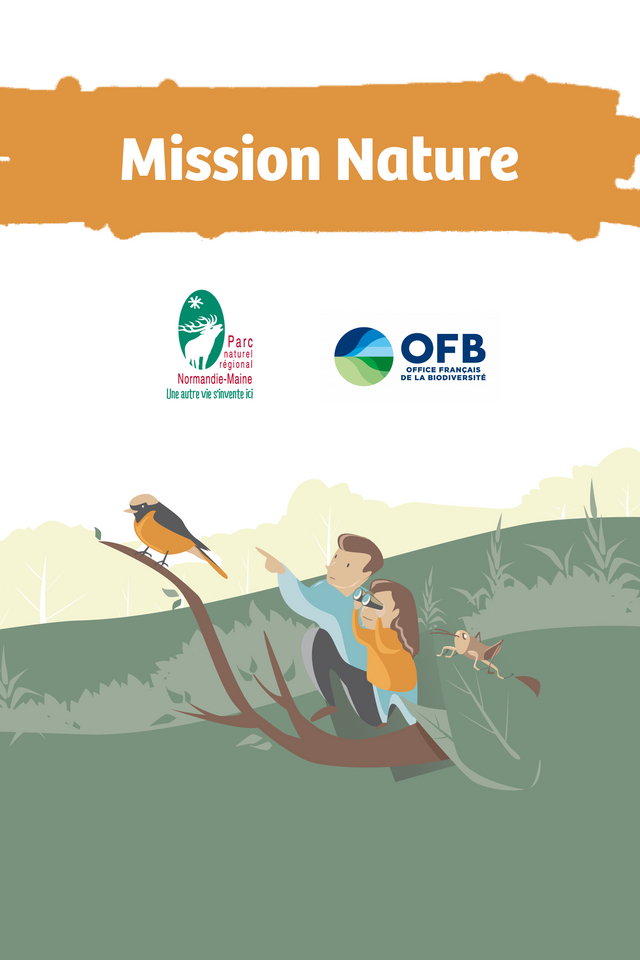 Mission Nature
Parc
naturel
régional
Normandie-Maine
Une autre vie s'invente ici
OFB
OFFICE FRANÇAIS
DE LA BIODIVERSITÉ